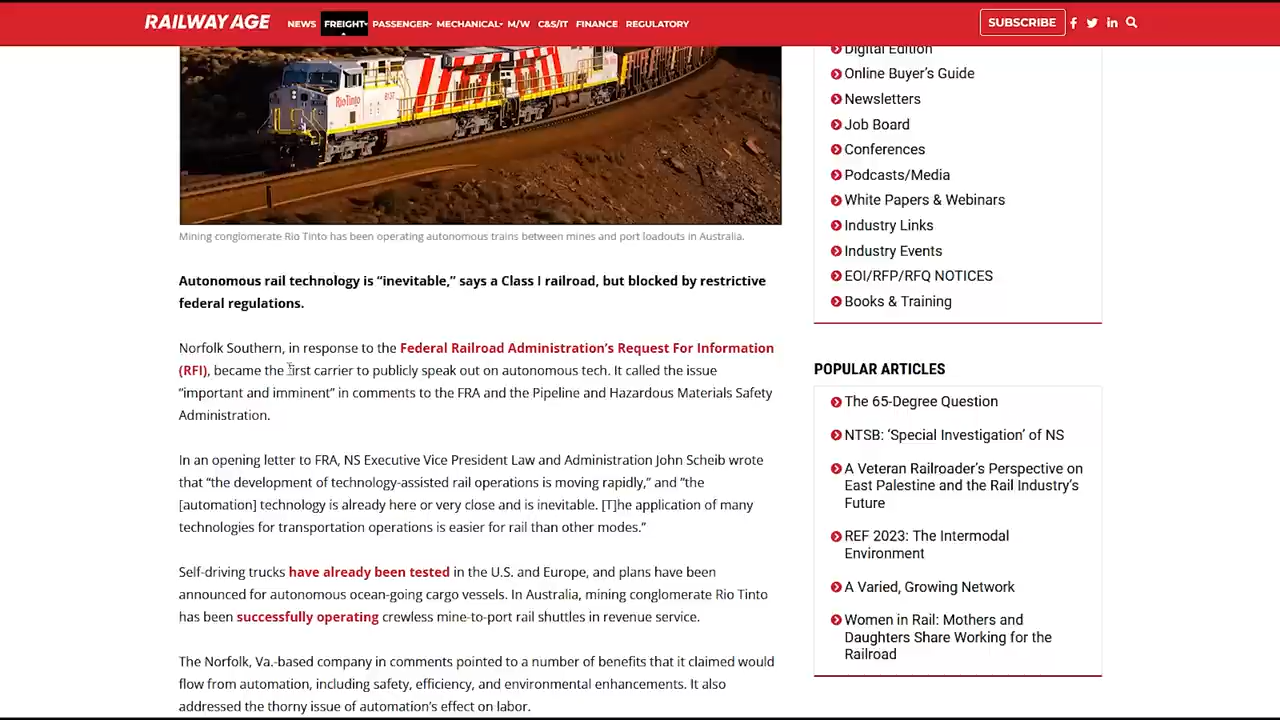 RAILWAY AGE
NEWS FREIGHT PASSENGER MECHANICAL M/W C&S/IT FINANCE REGULATORY
SUBSCRIBE
RioTinto
Mining conglomerate Rio Tinto has been operating autonomous trains between mines and port loadouts in Australia.
Autonomous rail technology is “inevitable,” says a Class I railroad, but blocked by restrictive
federal regulations.
Norfolk Southern, in response to the Federal Railroad Administration’s Request For Information
(RFI), became the first carrier to publicly speak out on autonomous tech. It called the issue
“important and imminent” in comments to the FRA and the Pipeline and Hazardous Materials Safety
Administration.
In an opening letter to FRA, NS Executive Vice President Law and Administration John Scheib wrote
that “the development of technology-assisted rail operations is moving rapidly,” and “the
[automation] technology is already here or very close and is inevitable. [T]he application of many
technologies for transportation operations is easier for rail than other modes.”
Self-driving trucks have already been tested in the U.S. and Europe, and plans have been
announced for autonomous ocean-going cargo vessels. In Australia, mining conglomerate Rio Tinto
has been successfully operating crewless mine-to-port rail shuttles in revenue service.
The Norfolk, Va.-based company in comments pointed to a number of benefits that it claimed would
flow from automation, including safety, efficiency, and environmental enhancements. It also
addressed the thorny issue of automation’s effect on labor.
Digital Edition
Online Buyer’s Guide
Newsletters
Job Board
Conferences
Podcasts/Media
White Papers & Webinars
Industry Links
Industry Events
EOI/RFP/RFQ NOTICES
Books & Training
POPULAR ARTICLES
The 65-Degree Question
NTSB: ‘Special Investigation’ of NS
A Veteran Railroader’s Perspective on
East Palestine and the Rail Industry’s
Future
REF 2023: The Intermodal
Environment
A Varied, Growing Network
Women in Rail: Mothers and
Daughters Share Working for the
Railroad